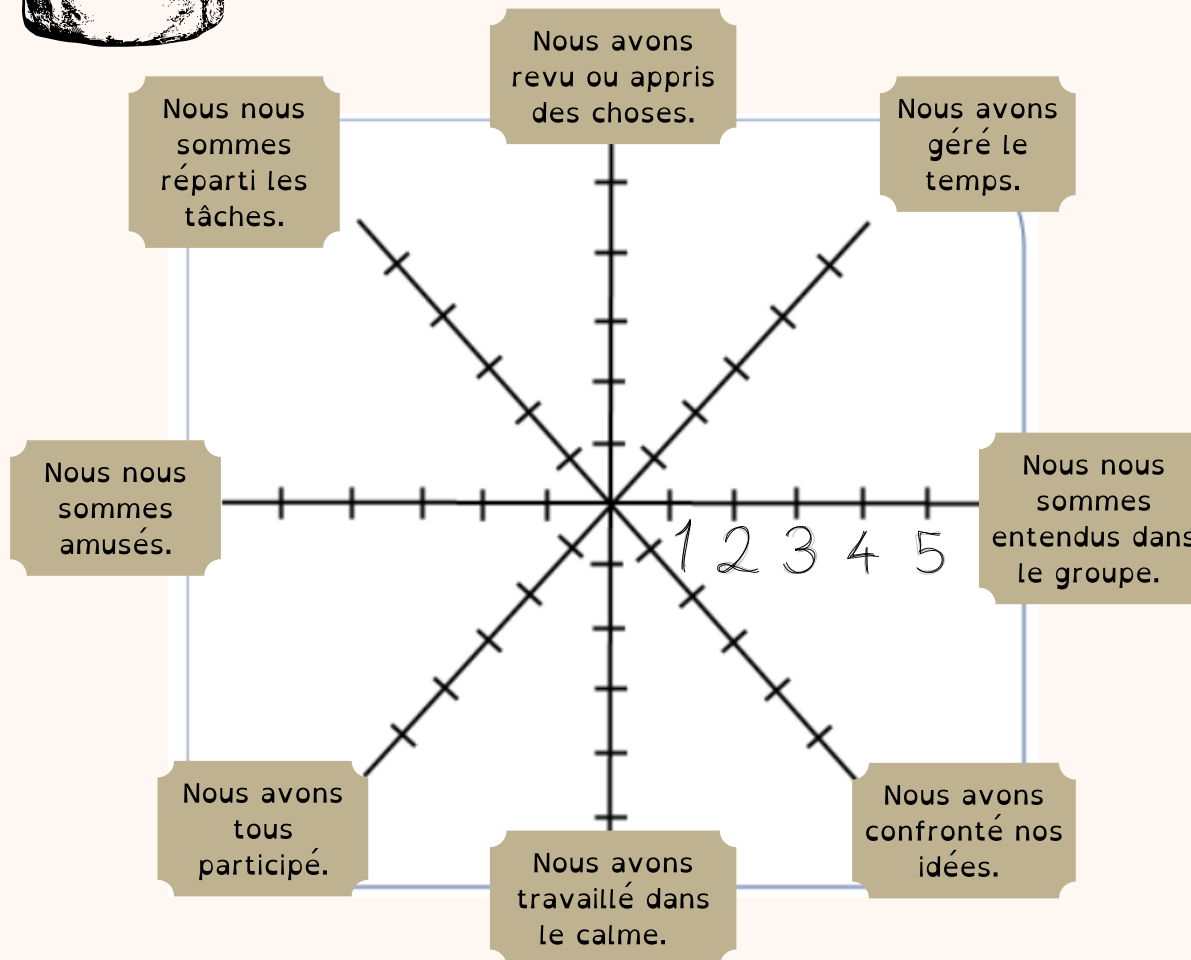 Nous avons
revu ou appris
des choses.
Nous nous
sommes
réparti les
tâches.
Nous avons
géré le
temps.
Nous nous
sommes
amusés.
Nous nous
sommes
entendus dans
le groupe.
1 2 3 4 5
Nous avons
tous
participé.
Nous avons
confronté nos
idées.
Nous avons
travaillé dans
le calme.